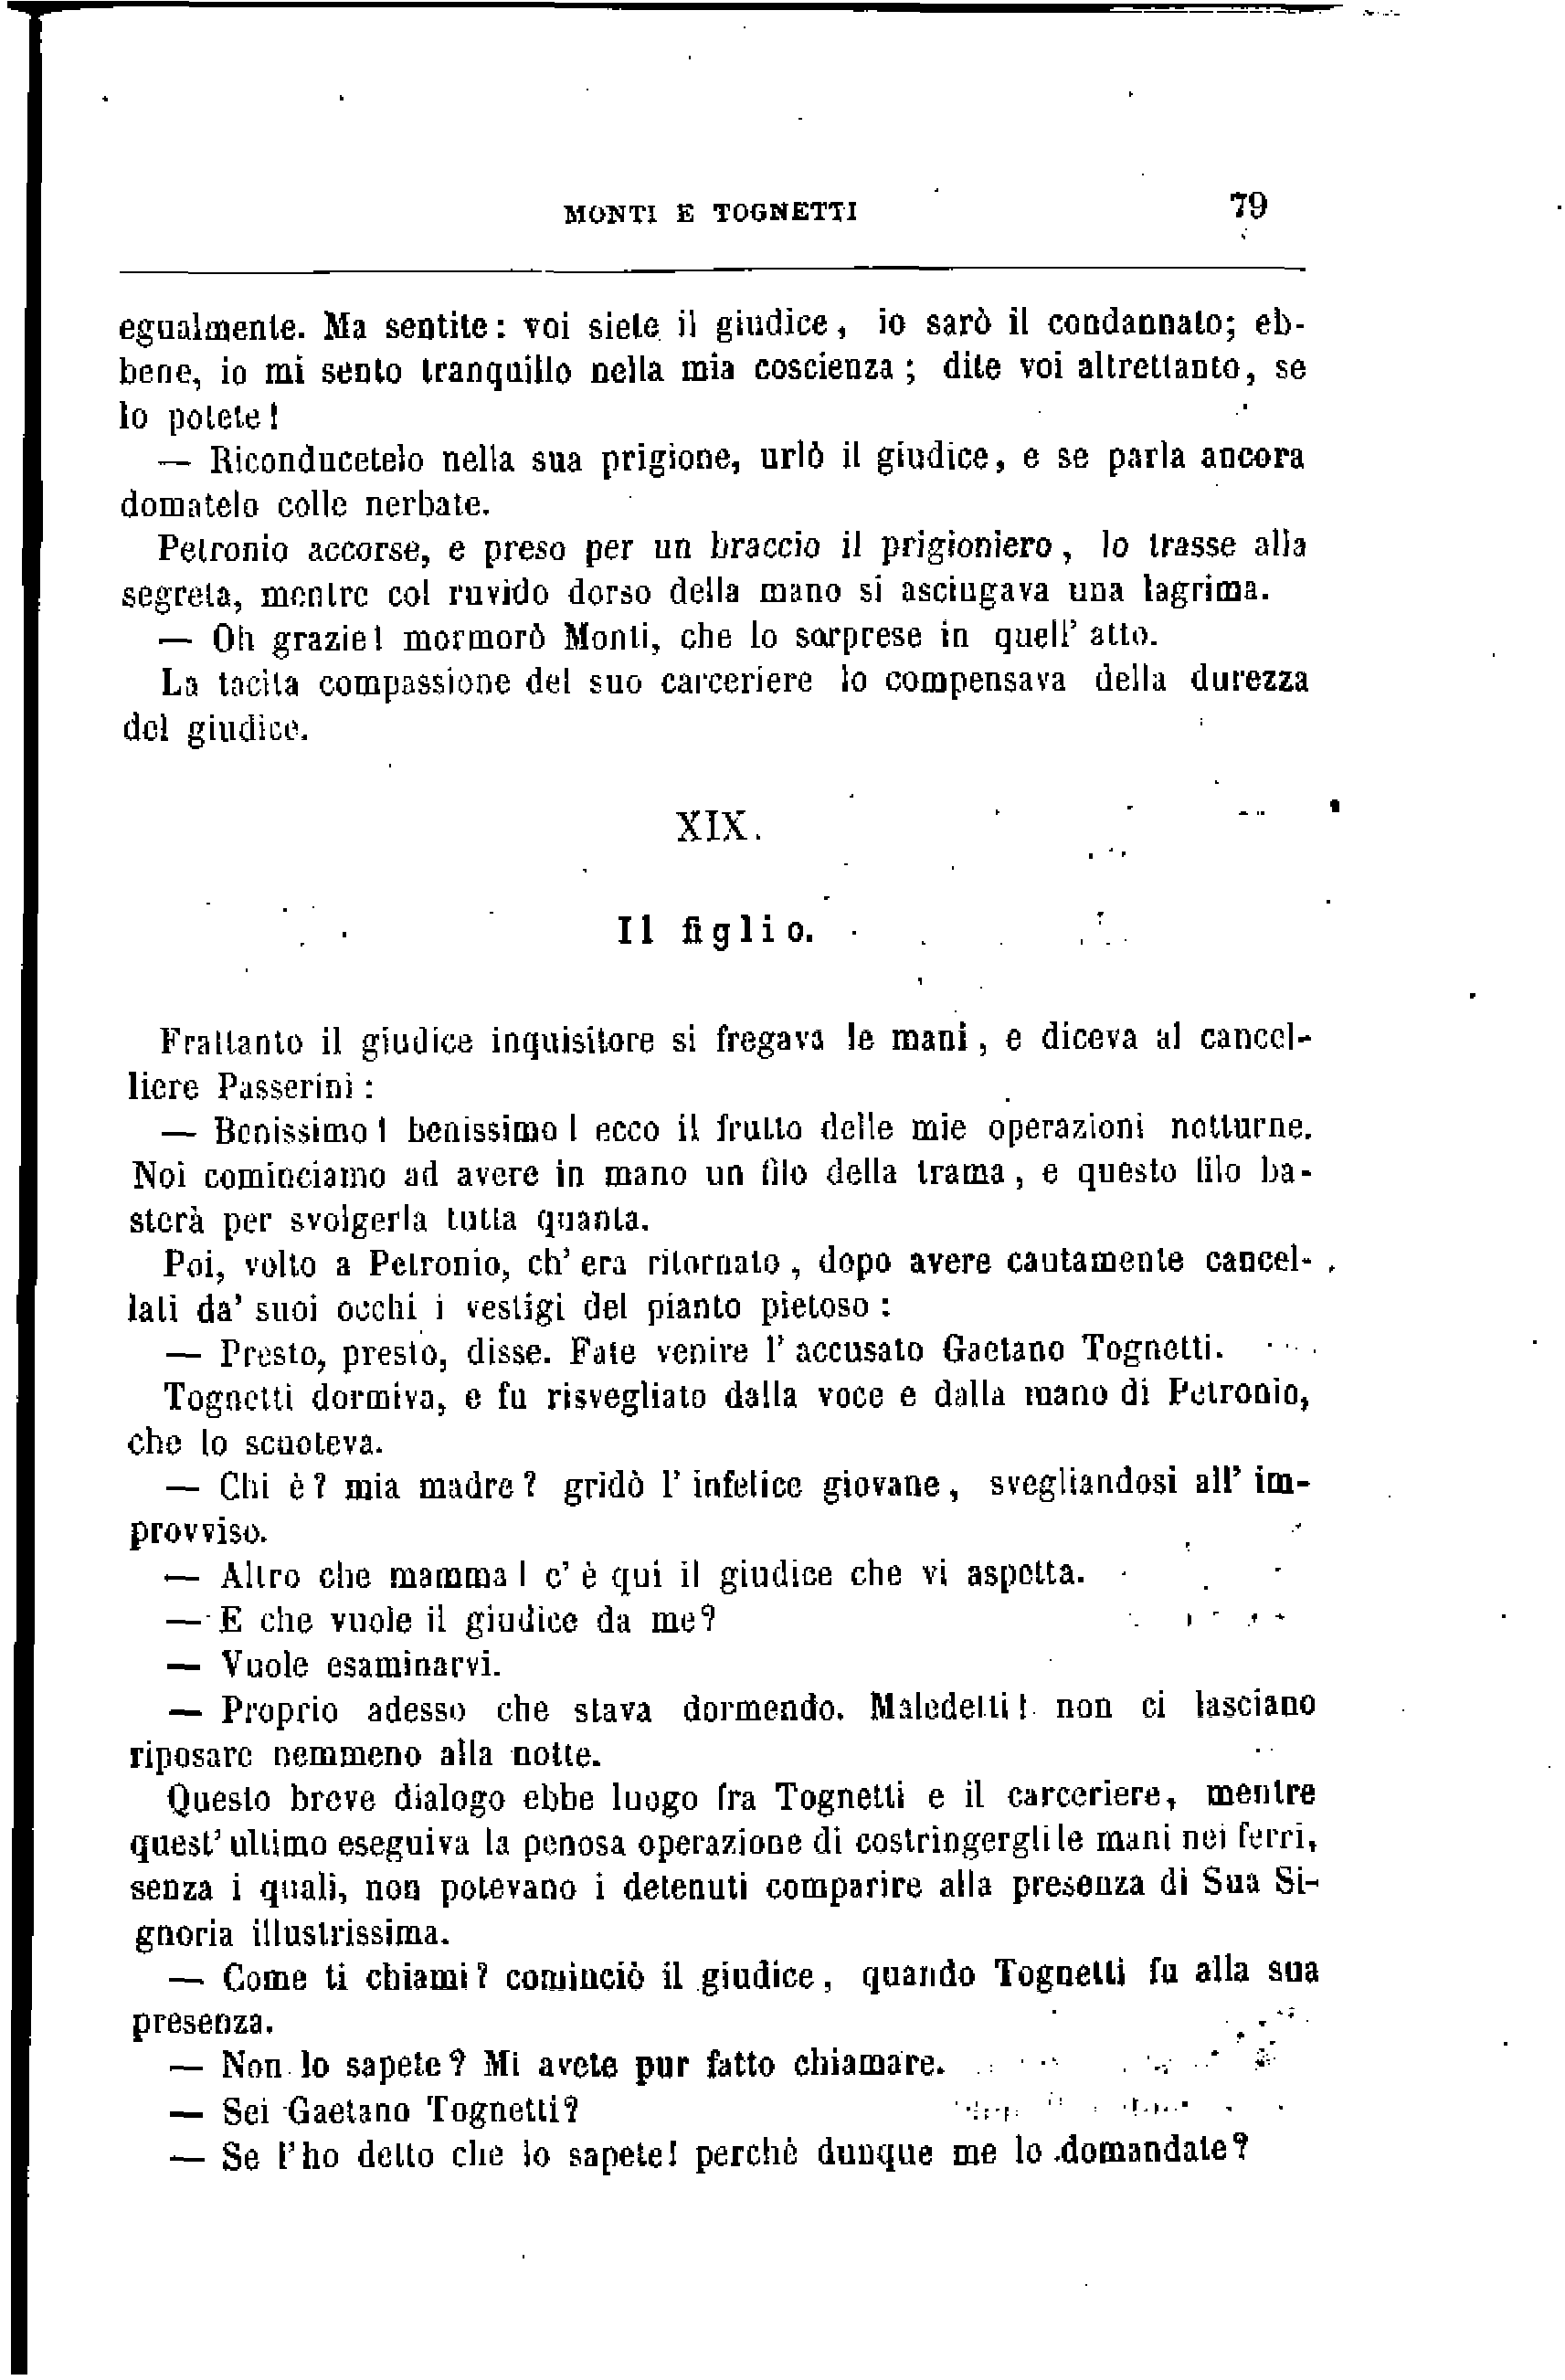 MONTI E TOGNETTI 79
egualmente. Ma sentite: voi siete il giudice, io sarò il condannato; eb-
bene, io mi sento tranquillo nella mia coscienza; dite voi altrettanto, se
lo potete!
— Riconducetelo nella sua prigione, urlò il giudice, e se parla ancora
domatelo colle nerbate.
Petronio accorse, e preso per un braccio il prigioniero, lo trasse alla
segreta, mentre col ruvido dorso della mano si asciugava una lagrima.
— Oh grazie! mormorò Monti, che lo sorprese in quell' atto.
La tacita compassione del suo carceriere lo compensava della durezza
del giudice.
XIX.
Il figlio.
Frattanto il giudice inquisitore si fregava le mani, e diceva al cancel-
liere Passerini:
— Benissimo! benissimo! ecco il frutto delle mie operazioni notturne.
Noi cominciamo ad avere in mano un filo della trama, e questo filo ba-
sterà per svolgerla tutta quanta.
Poi, volto a Petronio, ch' era ritornato, dopo avere cautamente cancel-
lati da' suoi occhi i vestigi del pianto pietoso:
— Presto, presto, disse. Fate venire l' accusato Gaetano Tognetti.
Tognetti dormiva, e fu risvegliato dalla voce e dalla mano di Petronio,
che lo scuoteva.
— Chi è? mia madre? gridò l' infelice giovane, svegliandosi all' im-
provviso.
— Altro che mamma! c' è qui il giudice che vi aspetta.
— E che vuole il giudice da me?
— Vuole esaminarvi.
— Proprio adesso che stava dormendo. Maledetti! non ci lasciano
riposare nemmeno alla notte.
Questo breve dialogo ebbe luogo fra Tognetti e il carceriere, mentre
quest' ultimo eseguiva la penosa operazione di costringergli le mani nei ferri,
senza i quali, non potevano i detenuti comparire alla presenza di Sua Si-
gnoria illustrissima.
— Come ti chiami? cominciò il giudice, quando Tognetti fu alla sua
presenza.
— Non lo sapete? Mi avete pur fatto chiamare.
— Sei Gaetano Tognetti?
— Se l'ho detto che lo sapete! perchè dunque me lo domandate?